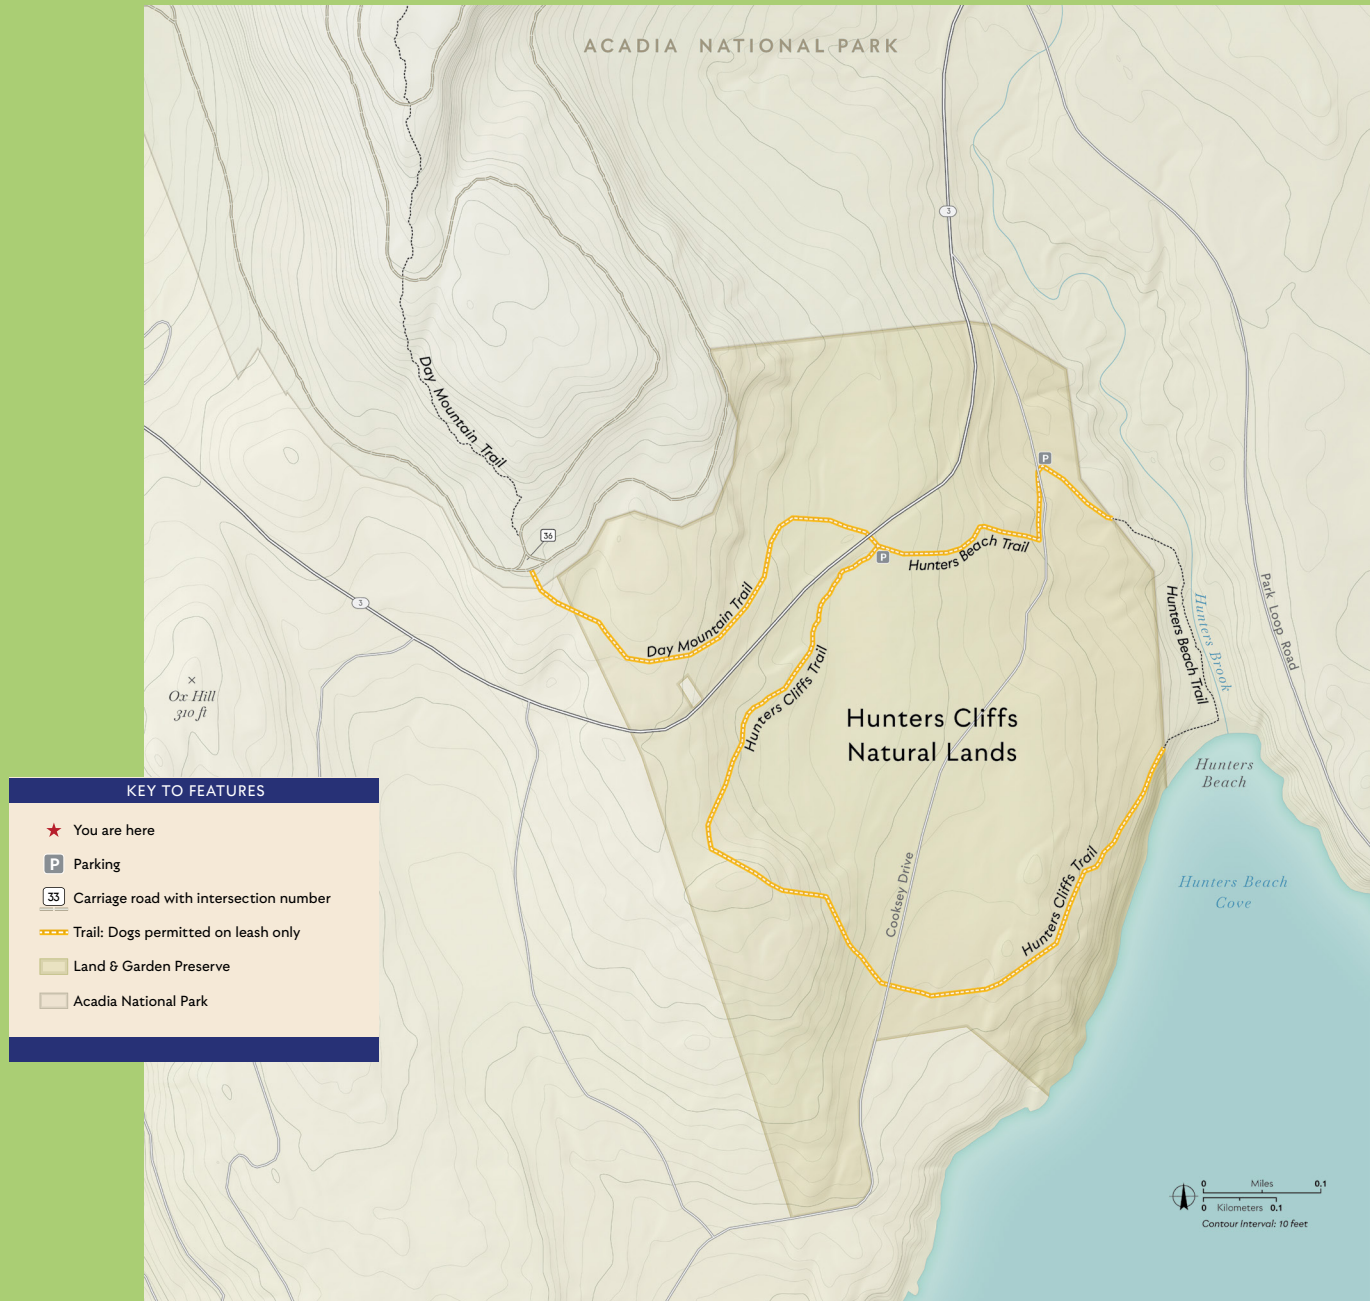 ACADIA NATIONAL PARK
3
Day Mountain Trail
P
36
P
Hunters Beach Trail
3
Day Mountain Trail
Hunters Beach Trail
Hunters Brook
Park Loop Road
Hunters Cliffs Trail
×
Ox Hill
310 ft
Hunters Cliffs
Natural Lands
Hunters
Beach
Cooksey Drive
Hunters Cliffs Trail
Hunters Beach
Cove
KEY TO FEATURES
You are here
P Parking
33 Carriage road with intersection number
Trail: Dogs permitted on leash only
Land & Garden Preserve
Acadia National Park
0 Miles 0.1
0 Kilometers 0.1
Contour Interval: 10 feet